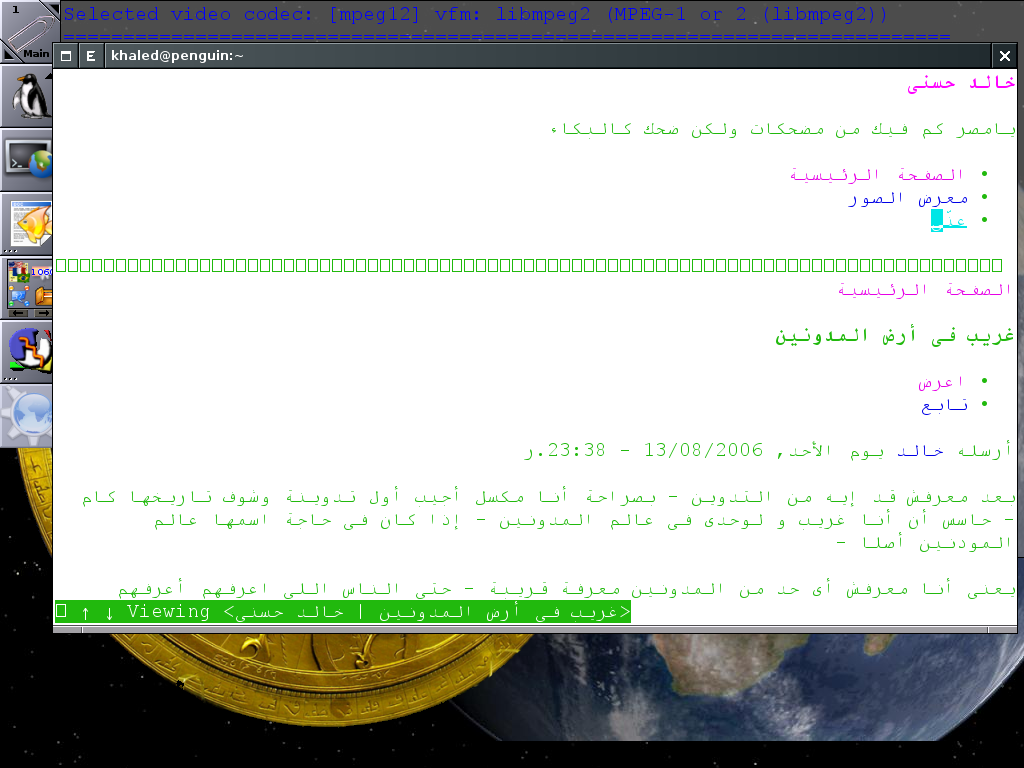 1
Selected video codec: [mpeg12] vfm: libmpeg2 (MPEG-1 or 2 (libmpeg2))
==========================================================================
Main
E khaled@penguin:~
خالد حسنى
يامصر كم فيك من مضحكات ولكن ضحك كالبكاء
• الصفحة الرئيسية
• معرض الصور
• عنّى
الصفحة الرئيسية
غريب فى أرض المدونين
• اعرض
• تابع
أرسله خالد يوم الأحد, 13/08/2006 - 23:38.ر
بعد معرفش قد إيه من التدوين - بصراحة أنا مكسل أجيب أول تدوينة وشوف تاريخها كام
- حاسس أن أنا غريب و لوحدى فى عالم المدونين - إذا كان فى حاجة اسمها عالم
المودنين أصلا -
يعنى أنا معرفش أى حد من المدونين معرفة قريبة - حتى الناس اللى اعرفهم أعرفهم
↑ ↓ Viewing <غريب فى أرض المدونين | خالد حسنى>